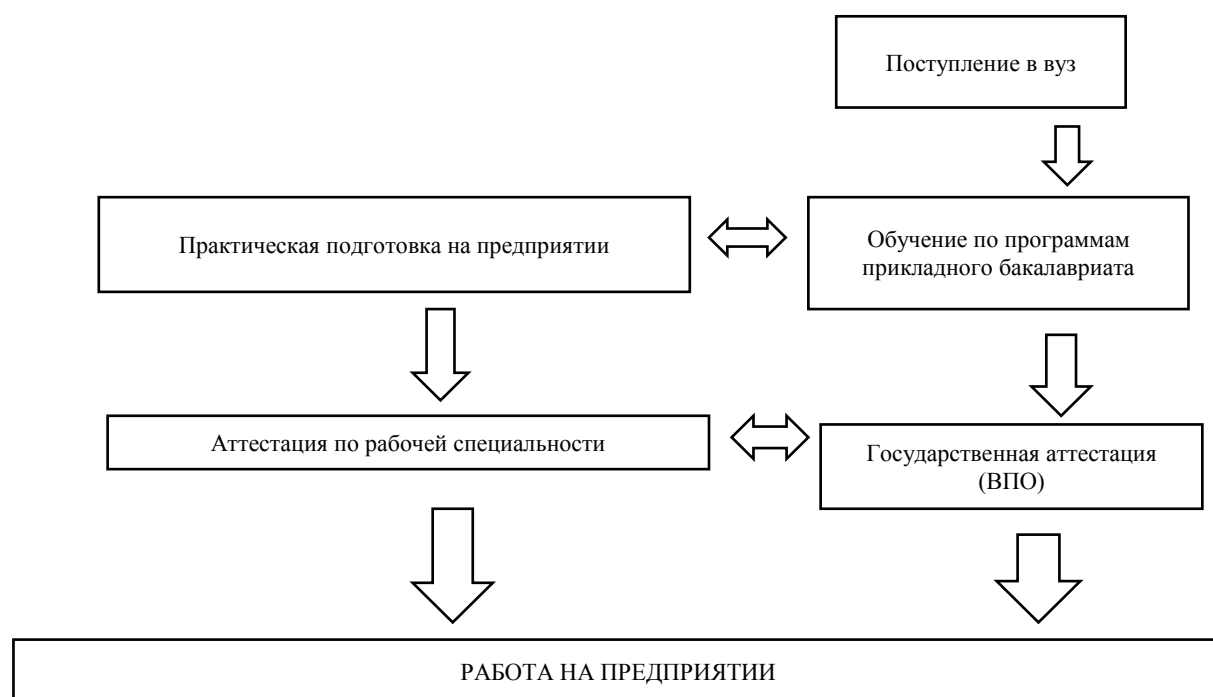 Поступление в вуз
Практическая подготовка на предприятии
Обучение по программам
прикладного бакалавриата
Аттестация по рабочей специальности
Государственная аттестация
(ВПО)
РАБОТА НА ПРЕДПРИЯТИИ